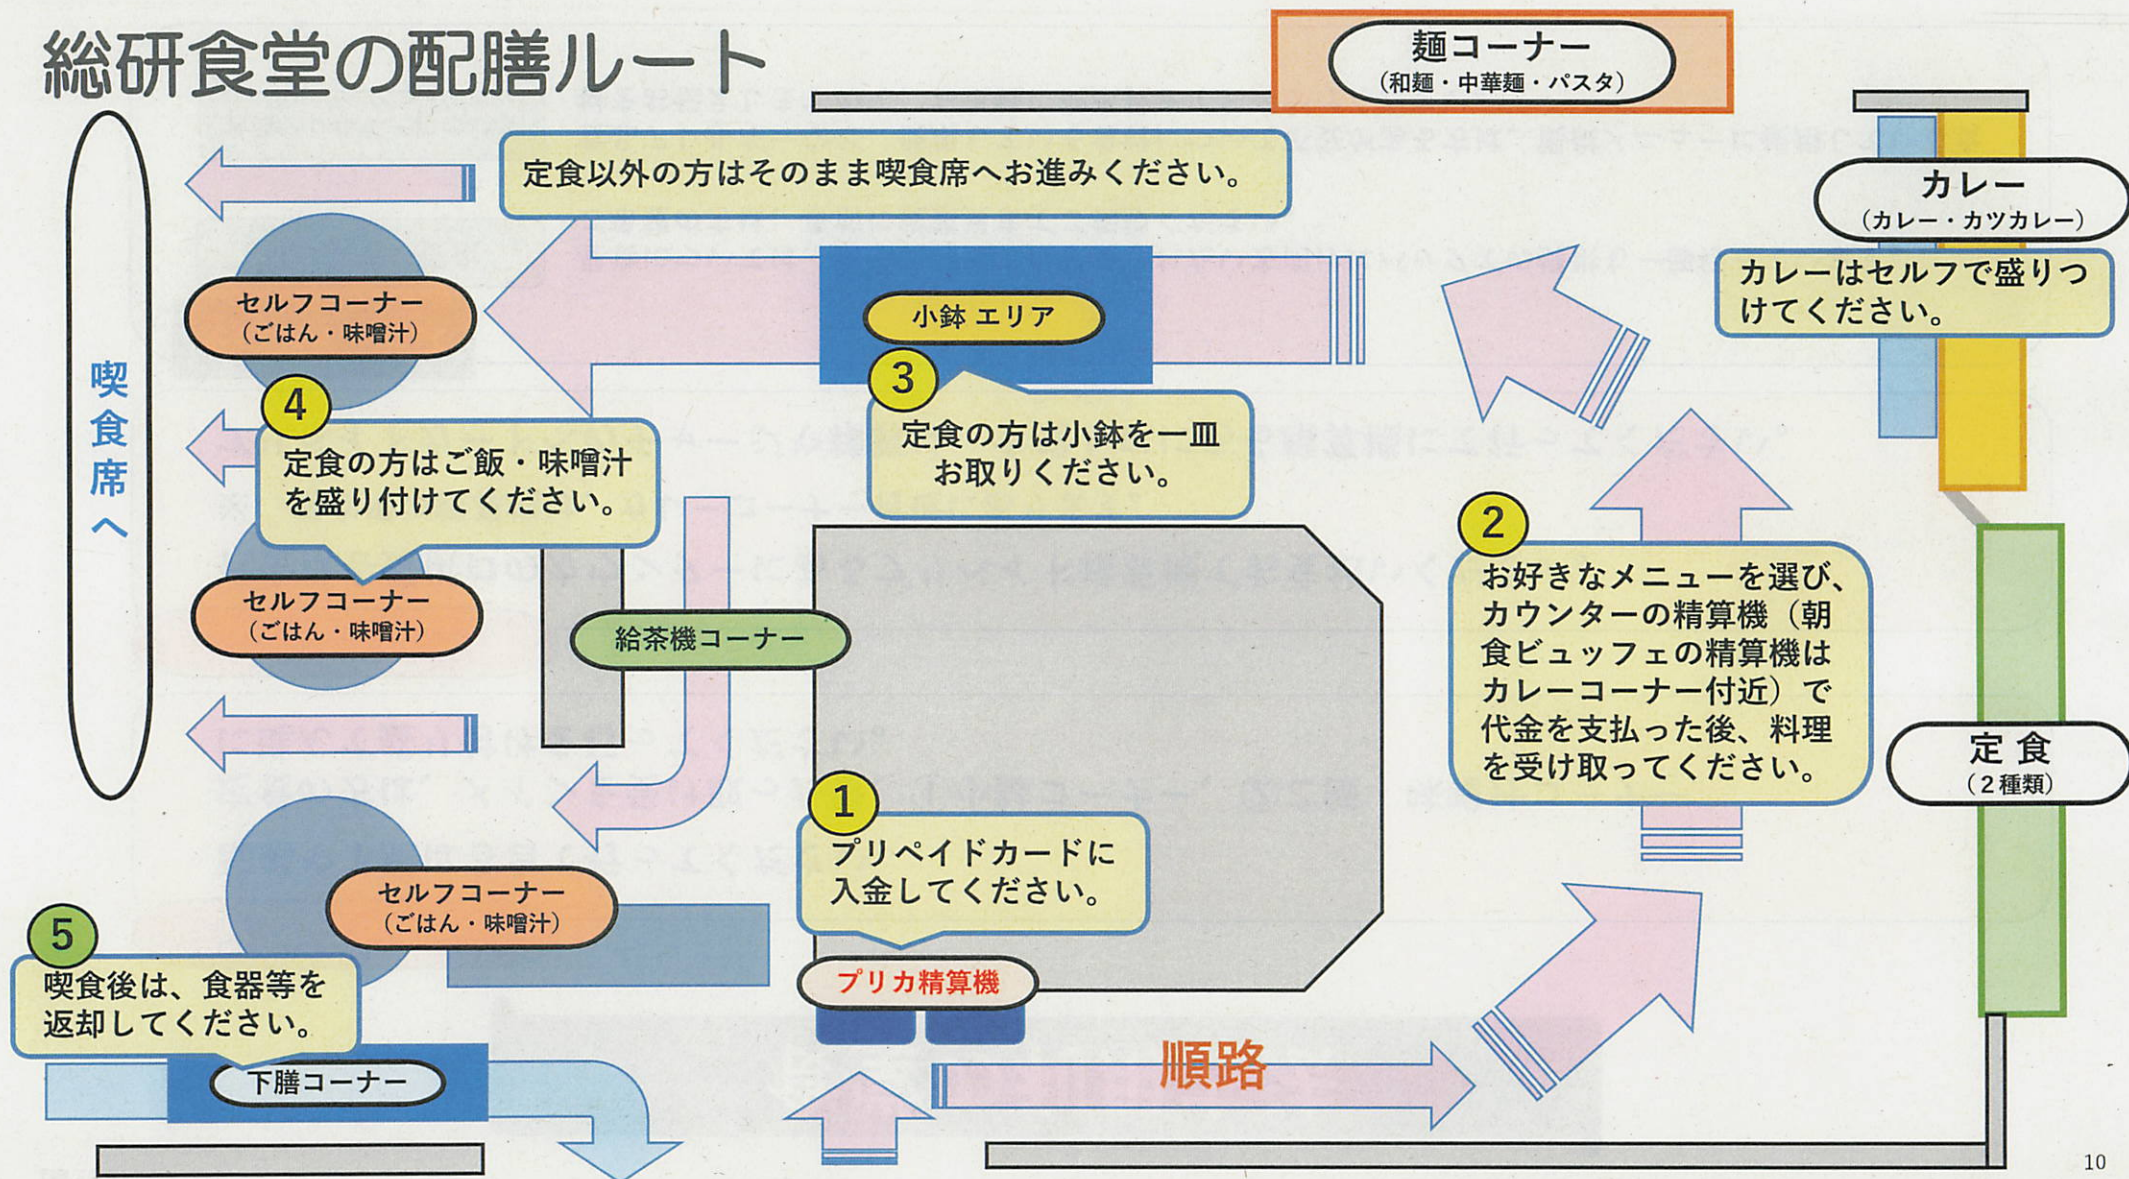 総研食堂の配膳ルート
麺コーナー
（和麺・中華麺・パスタ）
定食以外の方はそのまま喫食席へお進みください。
カレー
（カレー・カツカレー）
カレーはセルフで盛りつ
けてください。
セルフコーナー
（ごはん・味噌汁）
小鉢 エリア
3
定食の方は小鉢を一皿
お取りください。
4
定食の方はご飯・味噌汁
を盛り付けてください。
喫食席へ
2
お好きなメニューを選び、
カウンターの精算機（朝
食ビュッフェの精算機は
カレーコーナー付近）で
代金を支払った後、料理
を受け取ってください。
セルフコーナー
（ごはん・味噌汁）
給茶機コーナー
定食
（２種類）
1
プリペイドカードに
入金してください。
セルフコーナー
（ごはん・味噌汁）
プリカ精算機
5
喫食後は、食器等を
返却してください。
下膳コーナー
順路
10